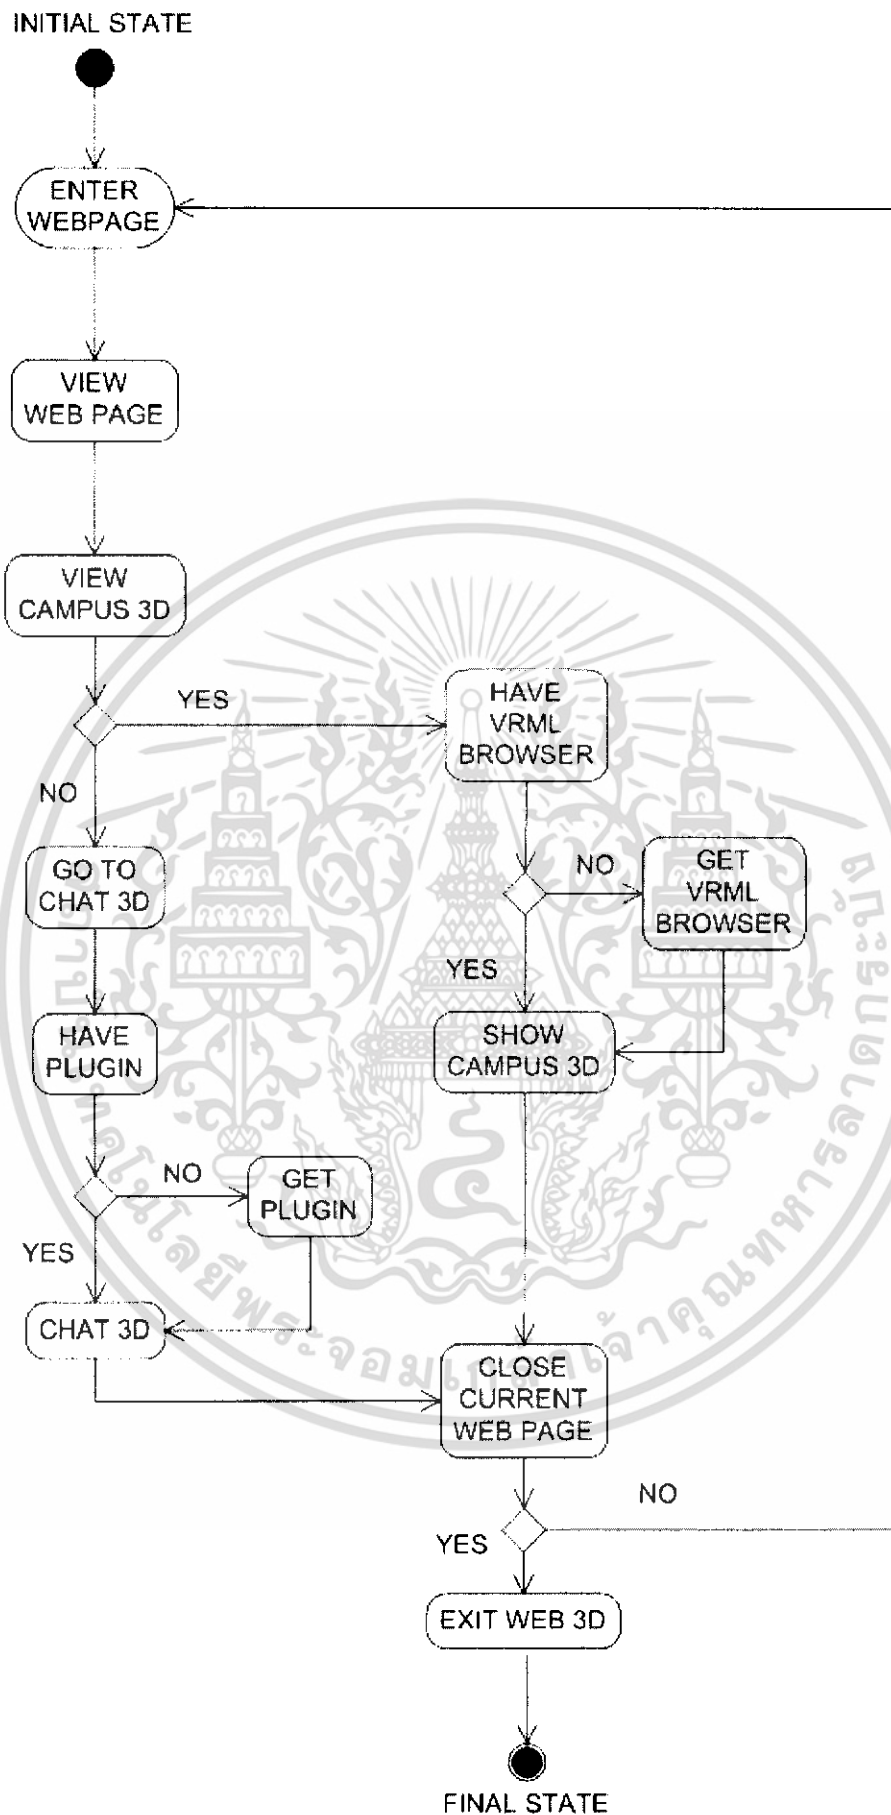 INITIAL STATE
ENTER
WEBPAGE
VIEW
WEB PAGE
VIEW
CAMPUS 3D
YES
HAVE
VRML
BROWSER
NO
GO TO
CHAT 3D
NO
GET
VRML
BROWSER
YES
HAVE
PLUGIN
SHOW
CAMPUS 3D
NO
GET
PLUGIN
YES
CHAT 3D
CLOSE
CURRENT
WEB PAGE
NO
YES
EXIT WEB 3D
FINAL STATE